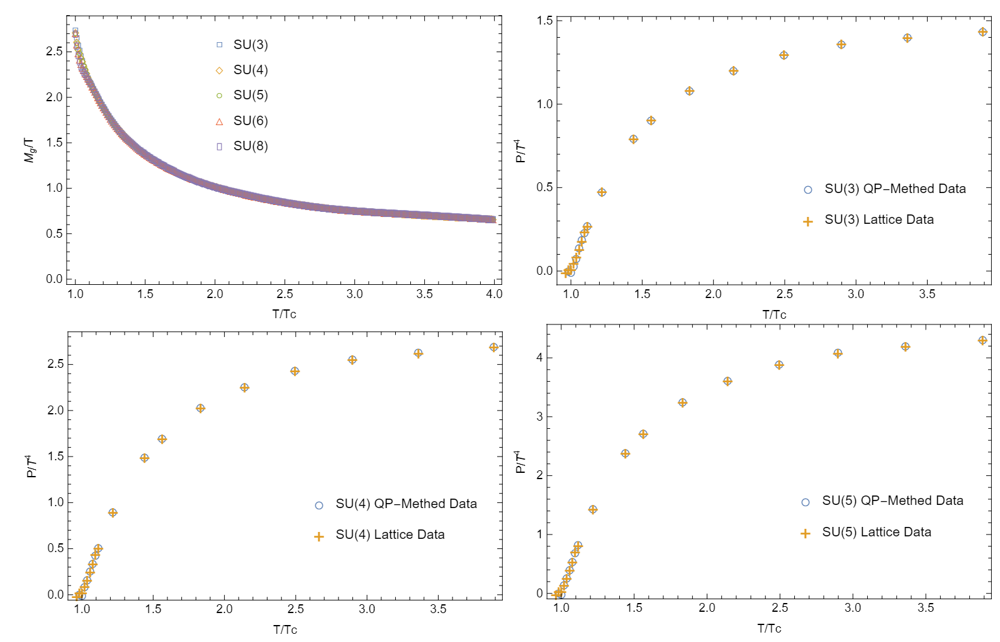 2.5
2.0
1.5
1.0
0.5
0.0
Mg/T
SU(3)
SU(4)
SU(5)
SU(6)
SU(8)
1.0 1.5 2.0 2.5 3.0 3.5 4.0
T/Tc
1.5
1.0
0.5
0.0
P/T⁴
SU(3) QP−Methed Data
SU(3) Lattice Data
1.0 1.5 2.0 2.5 3.0 3.5
T/Tc
2.5
2.0
1.5
1.0
0.5
0.0
P/T⁴
SU(4) QP−Methed Data
SU(4) Lattice Data
1.0 1.5 2.0 2.5 3.0 3.5
T/Tc
4
3
2
1
0
P/T⁴
SU(5) QP−Methed Data
SU(5) Lattice Data
1.0 1.5 2.0 2.5 3.0 3.5
T/Tc